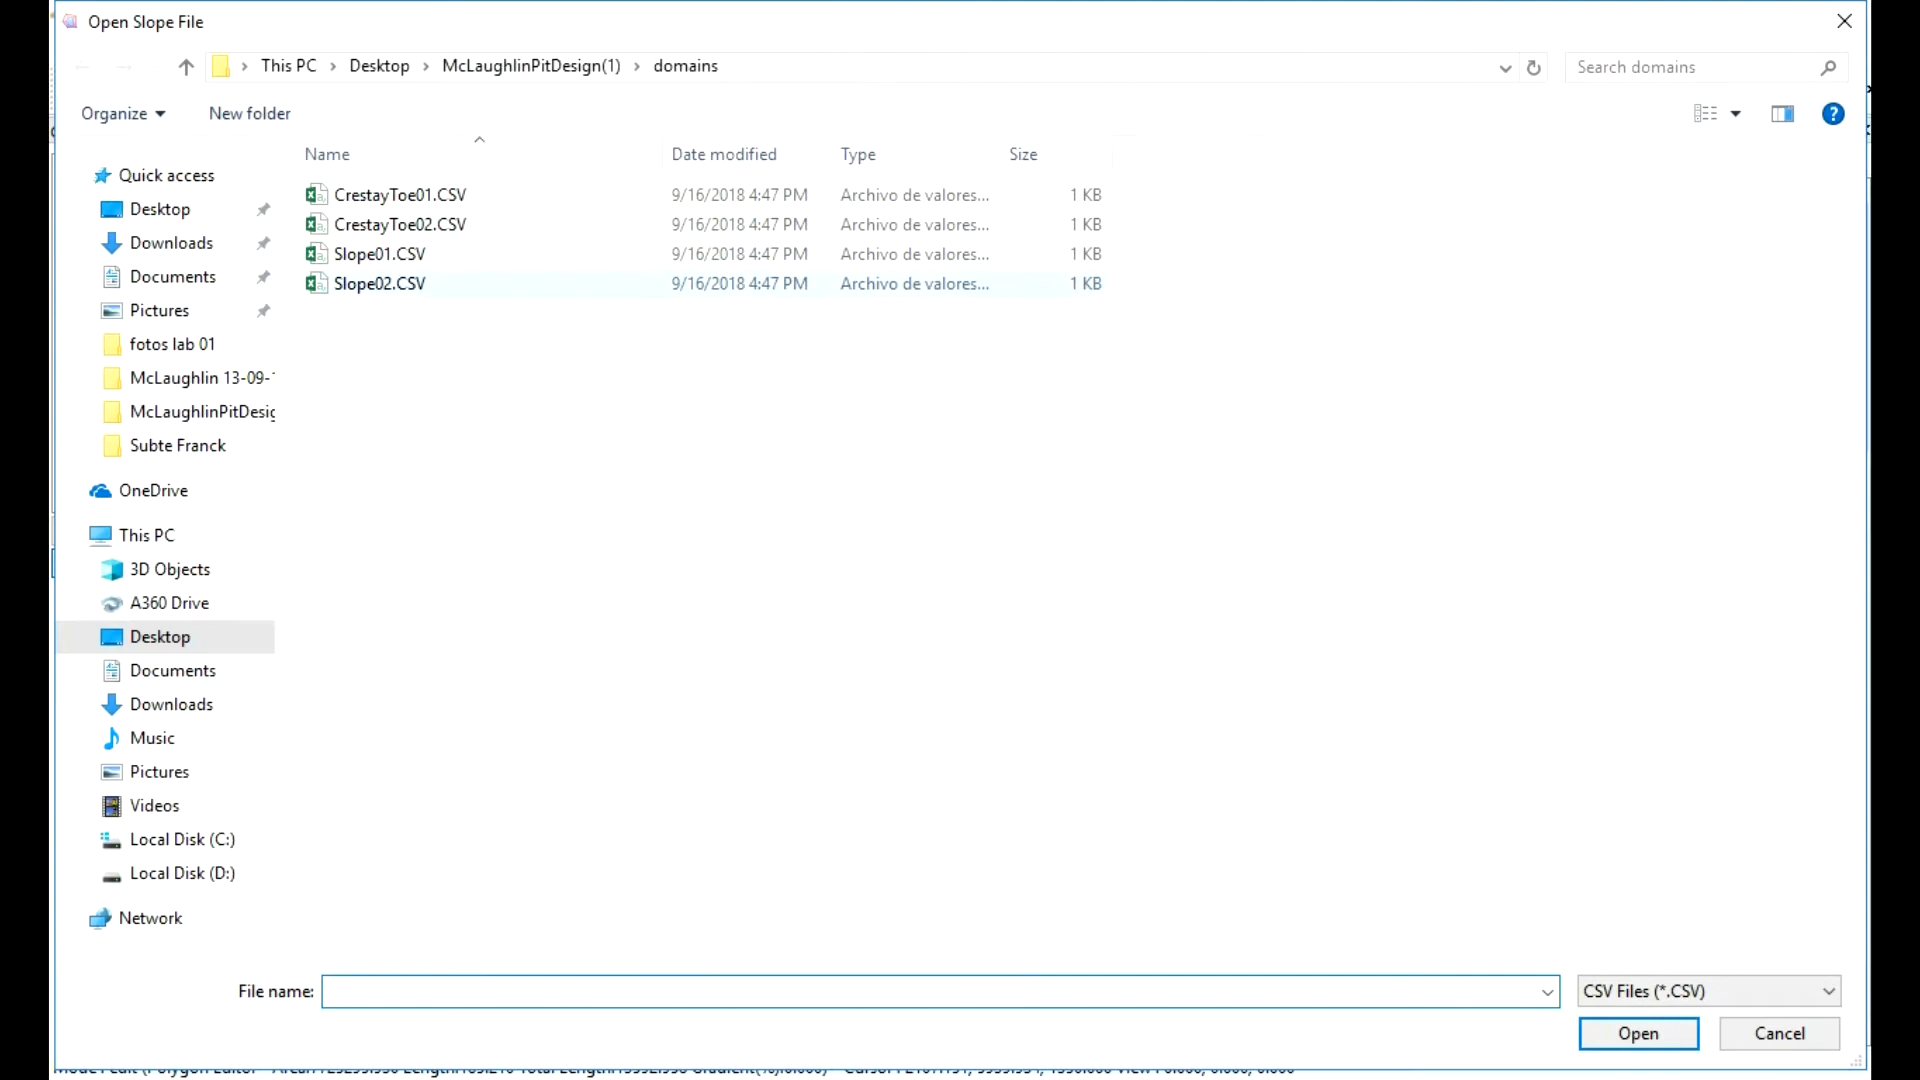 Open Slope File
This PC > Desktop > McLaughlinPitDesign(1) > domains
Search domains
Organize
New folder
Name
Date modified
Type
Size
CrestayToe01.CSV 9/16/2018 4:47 PM Archivo de valores... 1 KB
CrestayToe02.CSV 9/16/2018 4:47 PM Archivo de valores... 1 KB
Slope01.CSV 9/16/2018 4:47 PM Archivo de valores... 1 KB
Slope02.CSV 9/16/2018 4:47 PM Archivo de valores... 1 KB
Quick access
Desktop
Downloads
Documents
Pictures
fotos lab 01
McLaughlin 13-09-
McLaughlinPitDesig
Subte Franck
OneDrive
This PC
3D Objects
A360 Drive
Desktop
Documents
Downloads
Music
Pictures
Videos
Local Disk (C:)
Local Disk (D:)
Network
File name:
CSV Files (*.CSV)
Open
Cancel